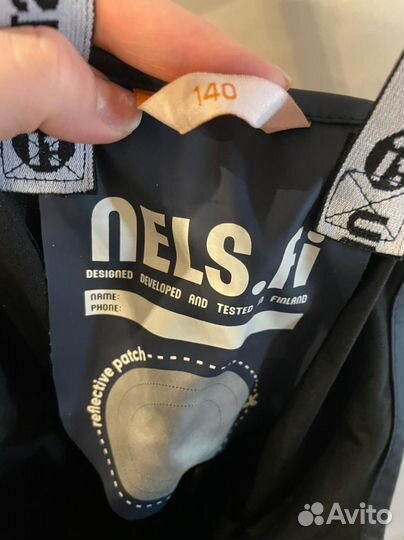 140
NELS.fi
DESIGNED DEVELOPED AND TESTED IN FINLAND
NAME:
PHONE:
reflective patch
Avito